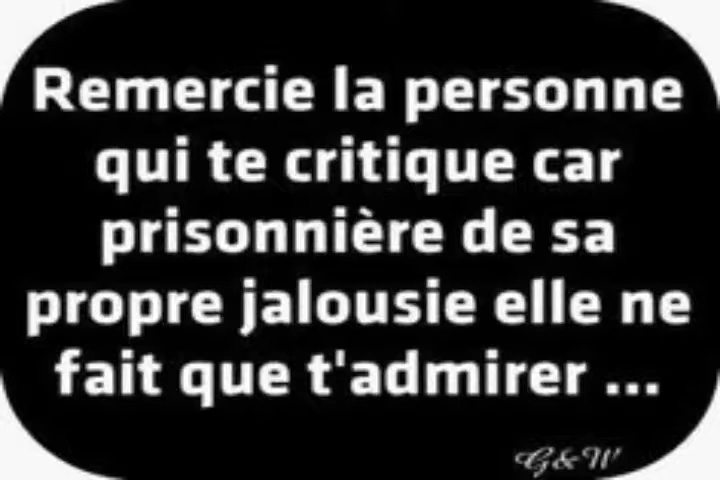 Remercie la personne
qui te critique car
prisonnière de sa
propre jalousie elle ne
fait que t'admirer ...
G&W